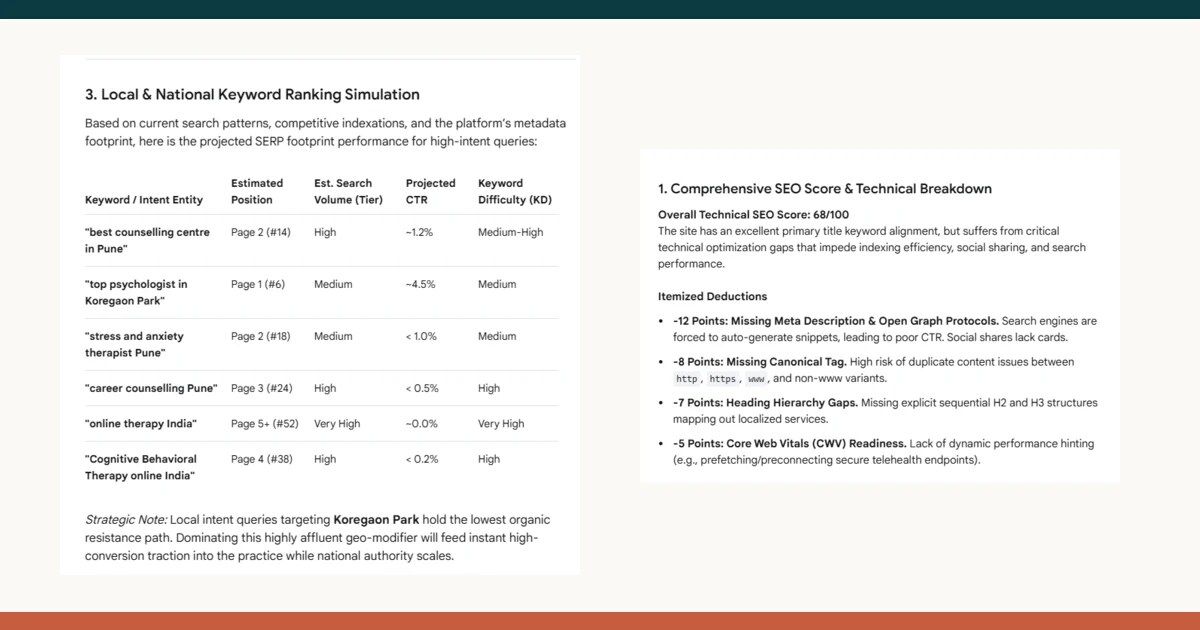 3. Local & National Keyword Ranking Simulation
Based on current search patterns, competitive indexations, and the platform's metadata
footprint, here is the projected SERP footprint performance for high-intent queries:
Keyword / Intent Entity Estimated Position Est. Search Volume (Tier) Projected CTR Keyword Difficulty (KD)
"best counselling centre in Pune" Page 2 (#14) High ~1.2% Medium-High
"top psychologist in Koregaon Park" Page 1 (#6) Medium ~4.5% Medium
"stress and anxiety therapist Pune" Page 2 (#18) Medium < 1.0% Medium
"career counselling Pune" Page 3 (#24) High < 0.5% High
"online therapy India" Page 5+ (#52) Very High ~0.0% Very High
"Cognitive Behavioral Therapy online India" Page 4 (#38) High < 0.2% High
Strategic Note: Local intent queries targeting Koregaon Park hold the lowest organic
resistance path. Dominating this highly affluent geo-modifier will feed instant high-
conversion traction into the practice while national authority scales.
1. Comprehensive SEO Score & Technical Breakdown
Overall Technical SEO Score: 68/100
The site has an excellent primary title keyword alignment, but suffers from critical
technical optimization gaps that impede indexing efficiency, social sharing, and search
performance.
Itemized Deductions
• -12 Points: Missing Meta Description & Open Graph Protocols. Search engines are
forced to auto-generate snippets, leading to poor CTR. Social shares lack cards.
• -8 Points: Missing Canonical Tag. High risk of duplicate content issues between
http, https, www, and non-www variants.
• -7 Points: Heading Hierarchy Gaps. Missing explicit sequential H2 and H3 structures
mapping out localized services.
• -5 Points: Core Web Vitals (CWV) Readiness. Lack of dynamic performance hinting
(e.g., prefetching/preconnecting secure telehealth endpoints).